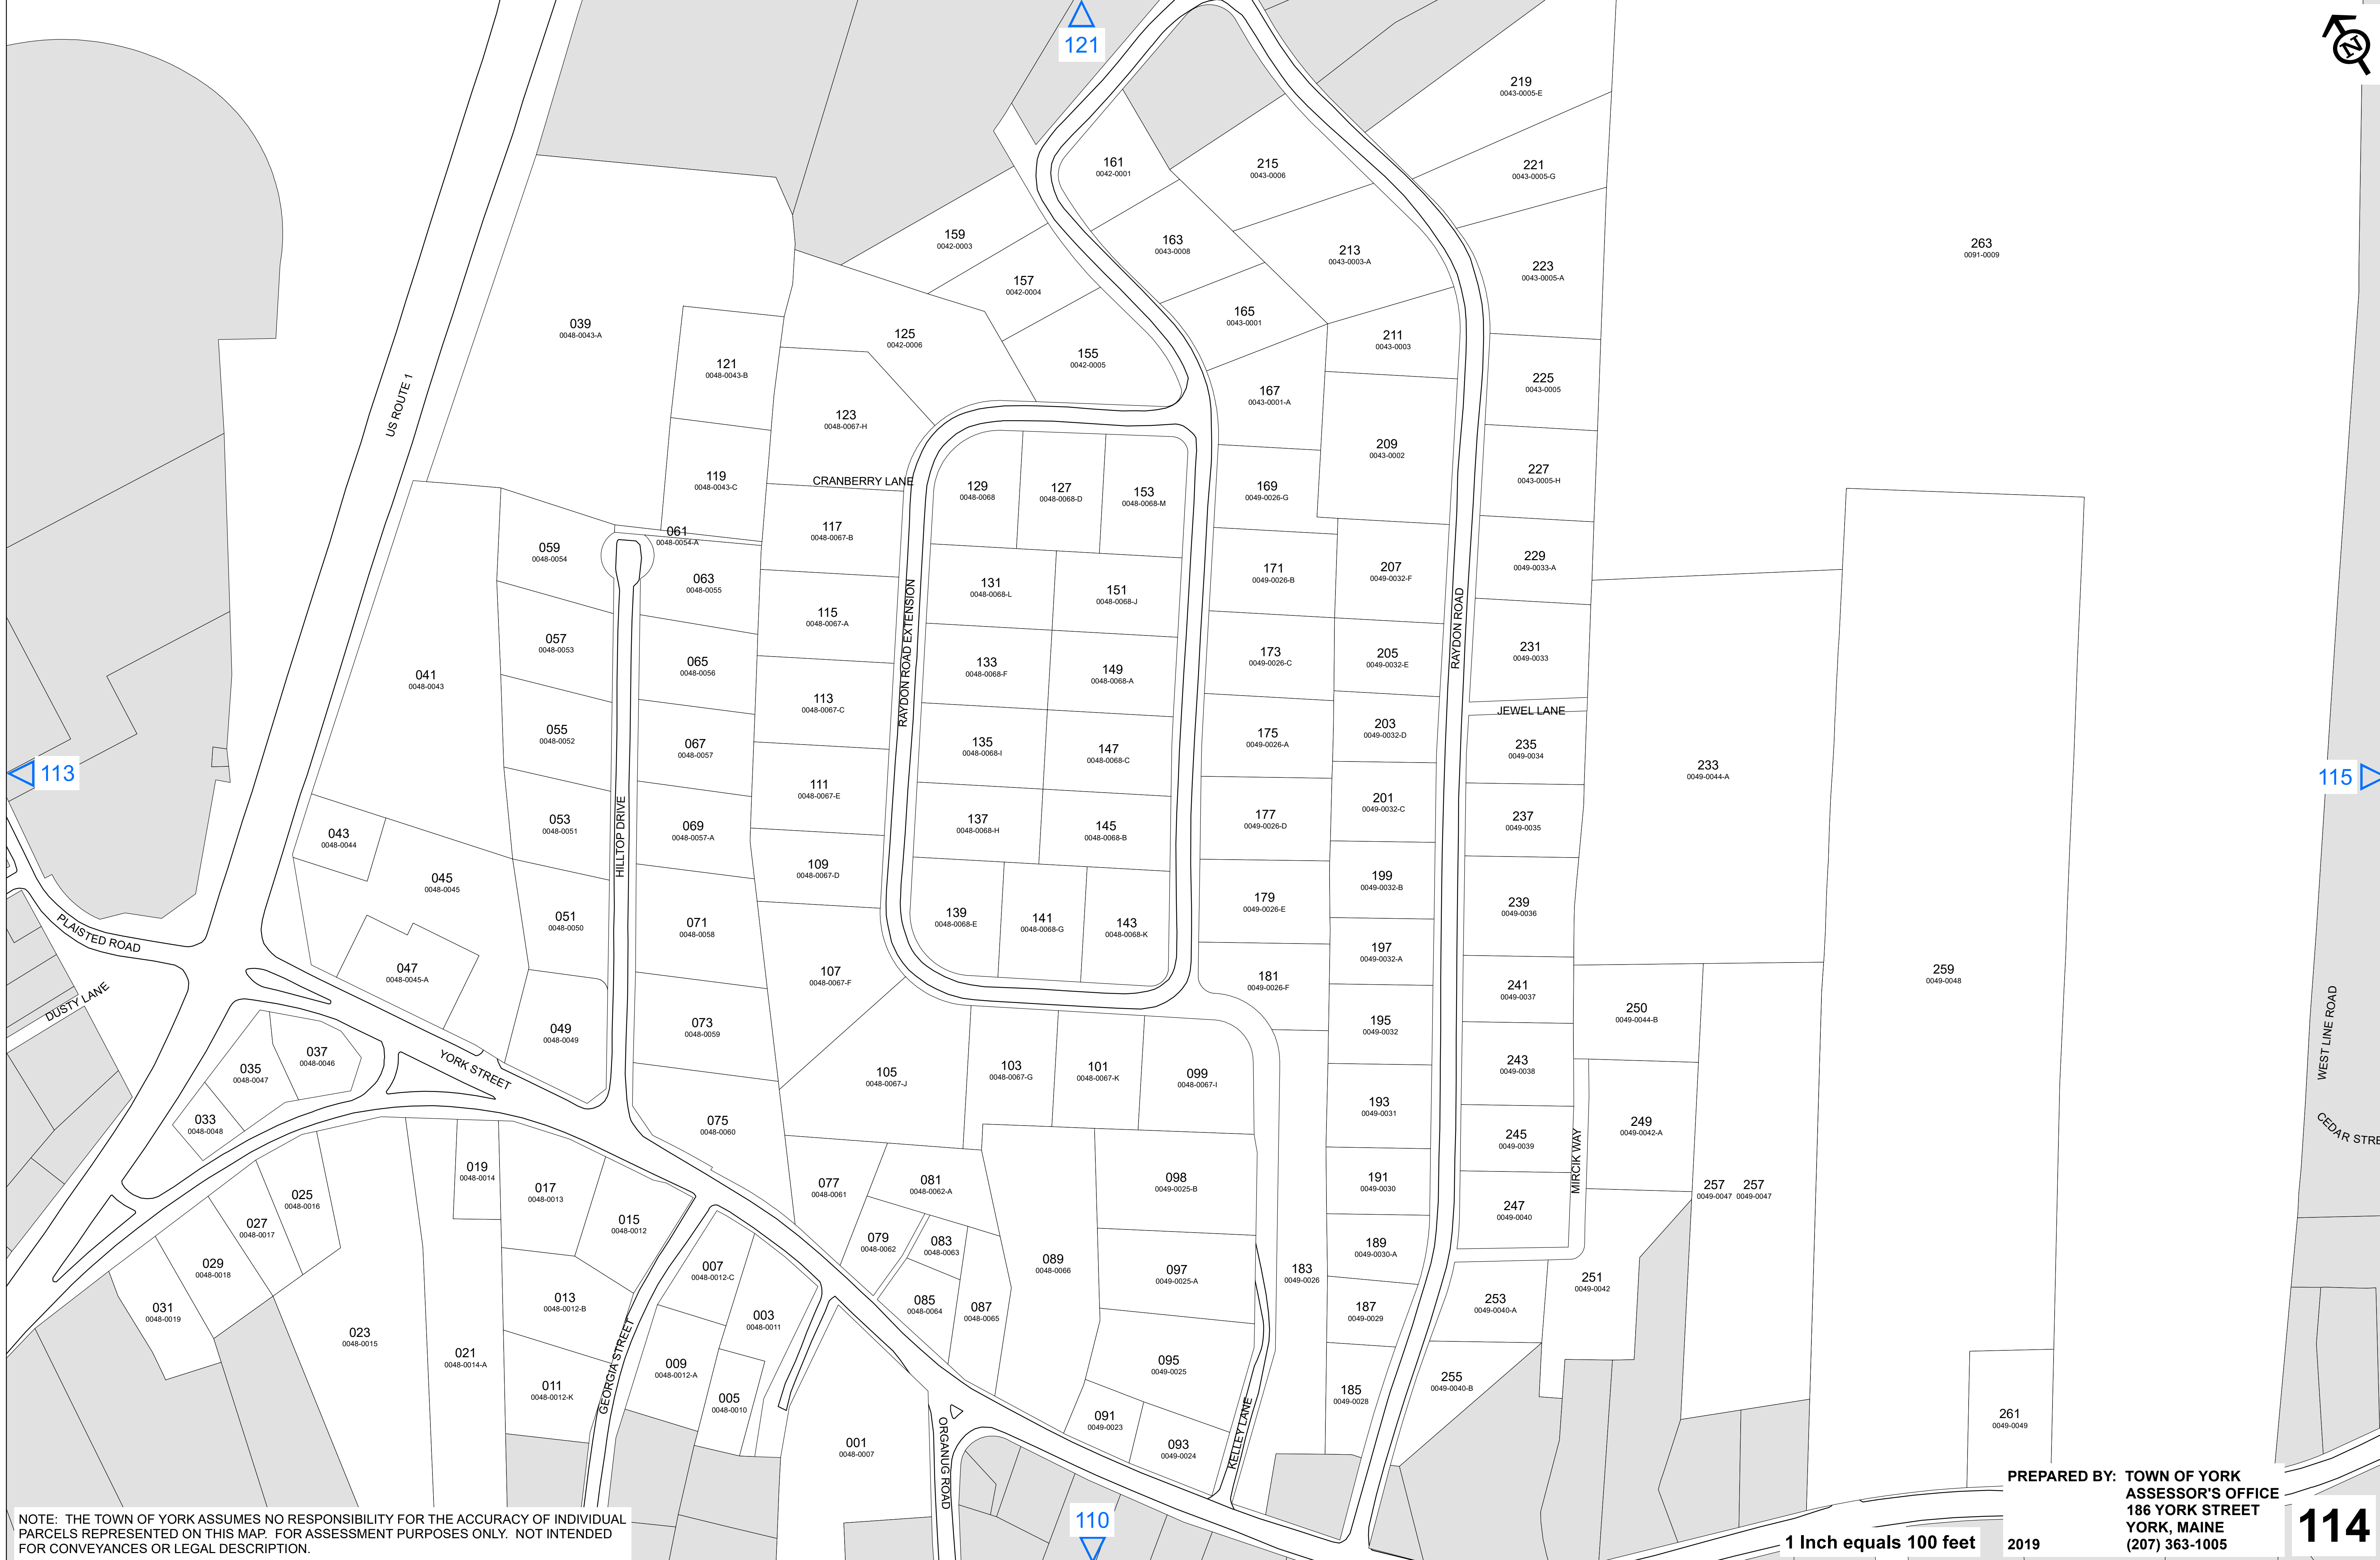 121
N
219
0043-0005-E
161
0042-0001
215
0043-0006
221
0043-0005-G
159
0042-0003
163
0043-0008
213
0043-0003-A
263
0091-0009
223
0043-0005-A
157
0042-0004
165
0043-0001
039
0048-0043-A
125
0042-0006
211
0043-0003
155
0042-0005
121
0048-0043-B
225
0043-0005
167
0043-0001-A
US ROUTE 1
123
0048-0067-H
209
0043-0002
227
0043-0005-H
119
0048-0043-C
CRANBERRY LANE
129
0048-0068
127
0048-0068-D
153
0048-0068-M
169
0049-0026-G
117
0048-0067-B
061
0048-0054-A
059
0048-0054
229
0049-0033-A
171
0049-0026-B
207
0049-0032-F
063
0048-0055
131
0048-0068-L
151
0048-0068-J
115
0048-0067-A
RAYDON ROAD EXTENSION
RAYDON ROAD
057
0048-0053
065
0048-0056
133
0048-0068-F
149
0048-0068-A
173
0049-0026-C
205
0049-0032-E
231
0049-0033
041
0048-0043
113
0048-0067-C
JEWEL LANE
055
0048-0052
067
0048-0057
135
0048-0068-I
147
0048-0068-C
175
0049-0026-A
203
0049-0032-D
235
0049-0034
233
0049-0044-A
113
115
111
0048-0067-E
201
0049-0032-C
043
0048-0044
053
0048-0051
HILLTOP DRIVE
069
0048-0057-A
137
0048-0068-H
145
0048-0068-B
177
0049-0026-D
237
0049-0035
045
0048-0045
109
0048-0067-D
199
0049-0032-B
051
0048-0050
071
0048-0058
139
0048-0068-E
141
0048-0068-G
143
0048-0068-K
179
0049-0026-E
239
0049-0036
PLAISTED ROAD
047
0048-0045-A
107
0048-0067-F
181
0049-0026-F
197
0049-0032-A
241
0049-0037
259
0049-0048
DUSTY LANE
049
0048-0049
073
0048-0059
195
0049-0032
250
0049-0044-B
WEST LINE ROAD
037
0048-0046
035
0048-0047
YORK STREET
105
0048-0067-J
103
0048-0067-G
101
0048-0067-K
099
0048-0067-I
243
0049-0038
033
0048-0048
075
0048-0060
193
0049-0031
249
0049-0042-A
245
0049-0039
MIRCIK WAY
CEDAR STRE
019
0048-0014
017
0048-0013
025
0048-0016
077
0048-0061
081
0048-0062-A
098
0049-0025-B
191
0049-0030
257
0049-0047
257
0049-0047
247
0049-0040
027
0048-0017
015
0048-0012
079
0048-0062
083
0048-0063
089
0048-0066
189
0049-0030-A
029
0048-0018
007
0048-0012-C
097
0049-0025-A
183
0049-0026
251
0049-0042
253
0049-0040-A
013
0048-0012-B
085
0048-0064
087
0048-0065
187
0049-0029
031
0048-0019
003
0048-0011
023
0048-0015
021
0048-0014-A
GEORGIA STREET
009
0048-0012-A
095
0049-0025
011
0048-0012-K
005
0048-0010
185
0049-0028
255
0049-0040-B
091
0049-0023
093
0049-0024
KELLEY LANE
261
0049-0049
001
0048-0007
ORGANUG ROAD
110
NOTE: THE TOWN OF YORK ASSUMES NO RESPONSIBILITY FOR THE ACCURACY OF INDIVIDUAL
PARCELS REPRESENTED ON THIS MAP. FOR ASSESSMENT PURPOSES ONLY. NOT INTENDED
FOR CONVEYANCES OR LEGAL DESCRIPTION.
1 Inch equals 100 feet
PREPARED BY: TOWN OF YORK
ASSESSOR'S OFFICE
186 YORK STREET
YORK, MAINE
2019 (207) 363-1005
114